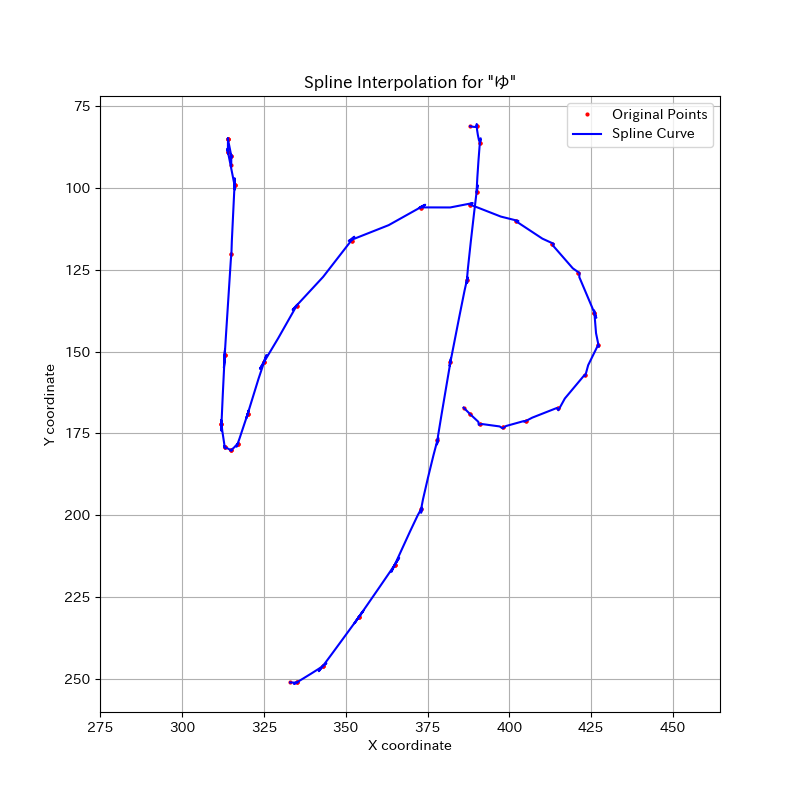 Spline Interpolation for "ゆ"
Original Points
Spline Curve
75
100
125
150
175
200
225
250
Y coordinate
ゆ
275
300
325
350
375
400
425
450
X coordinate